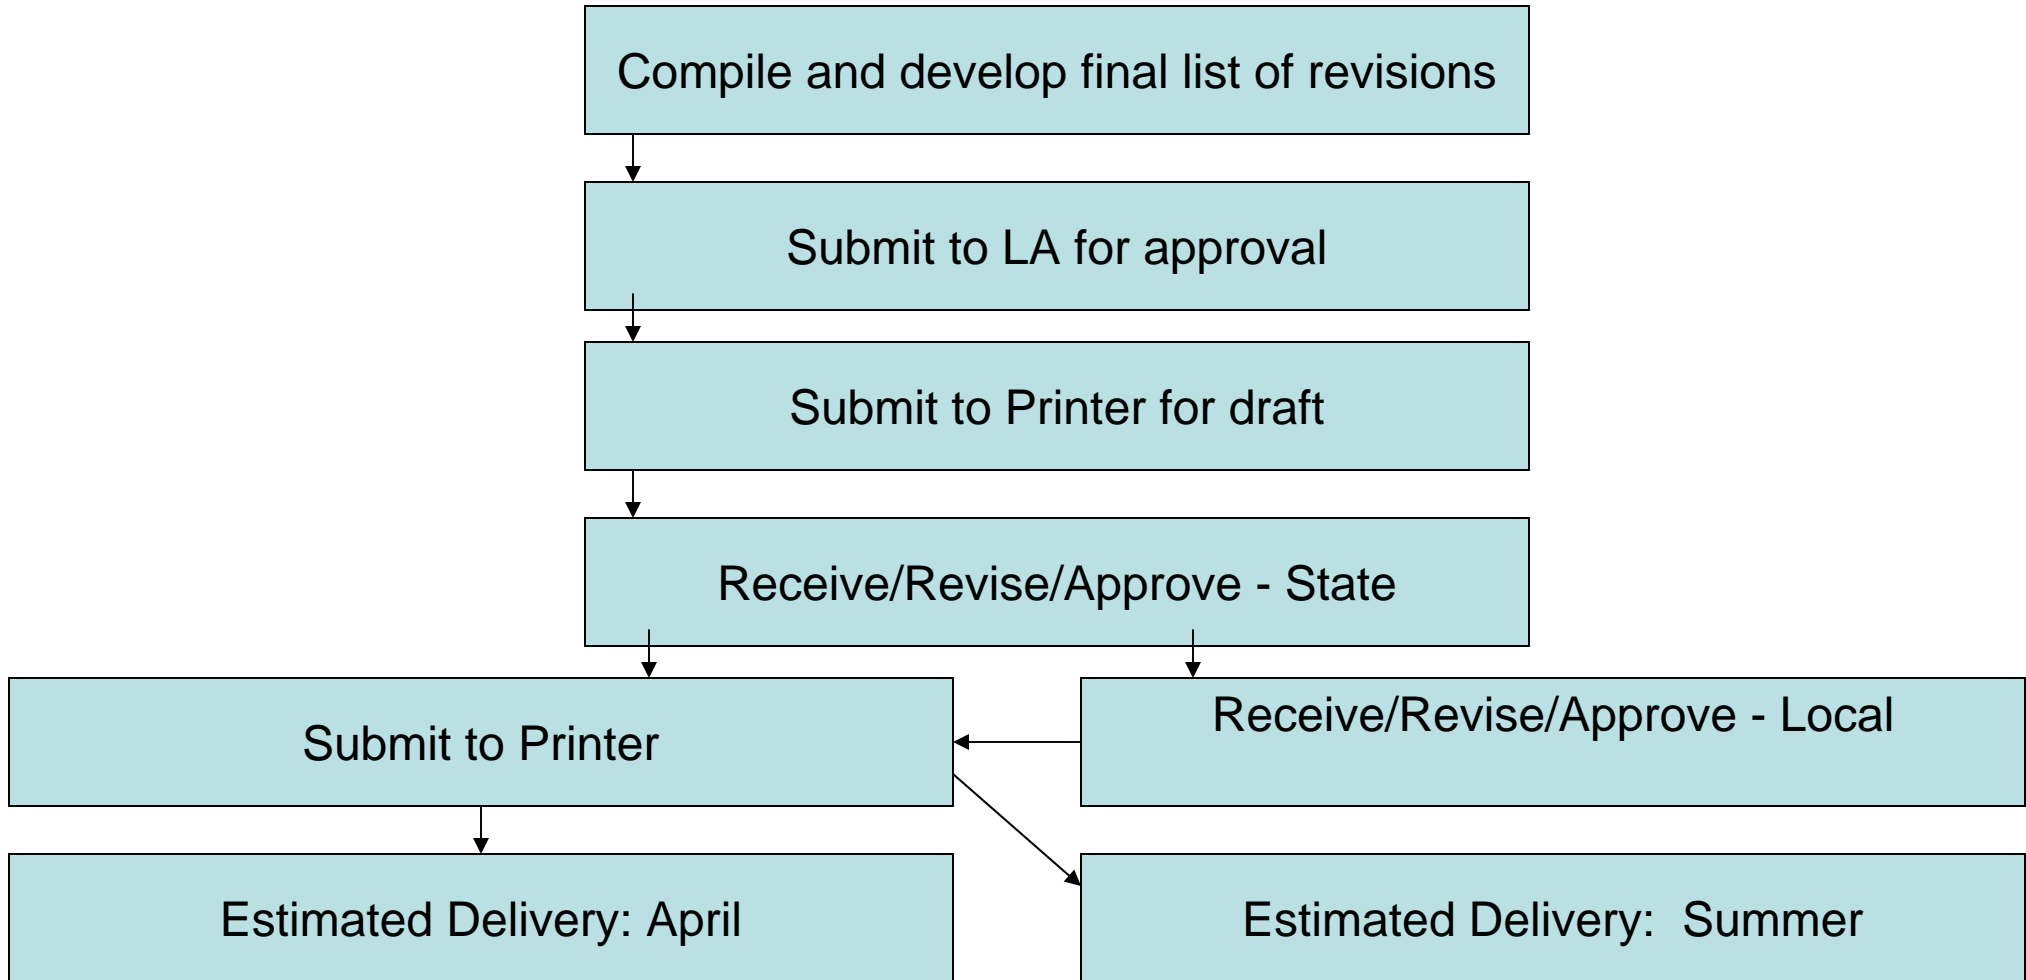 Compile and develop final list of revisions
Submit to LA for approval
Submit to Printer for draft
Receive/Revise/Approve - State
Submit to Printer
Receive/Revise/Approve - Local
Estimated Delivery: April
Estimated Delivery:  Summer